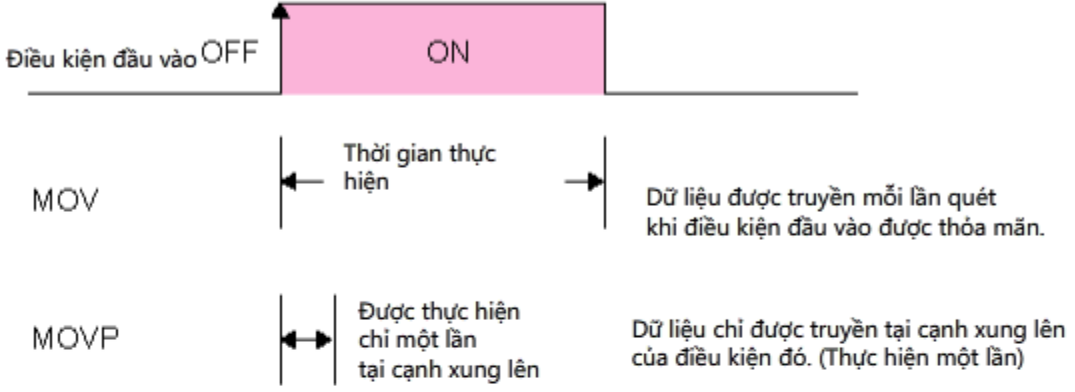 Điều kiện đầu vào OFF
ON
Thời gian thực
hiện
MOV
Dữ liệu được truyền mỗi lần quét
khi điều kiện đầu vào được thỏa mãn.
MOVP
Được thực hiện
chỉ một lần
tại cạnh xung lên
Dữ liệu chỉ được truyền tại cạnh xung lên
của điều kiện đó. (Thực hiện một lần)